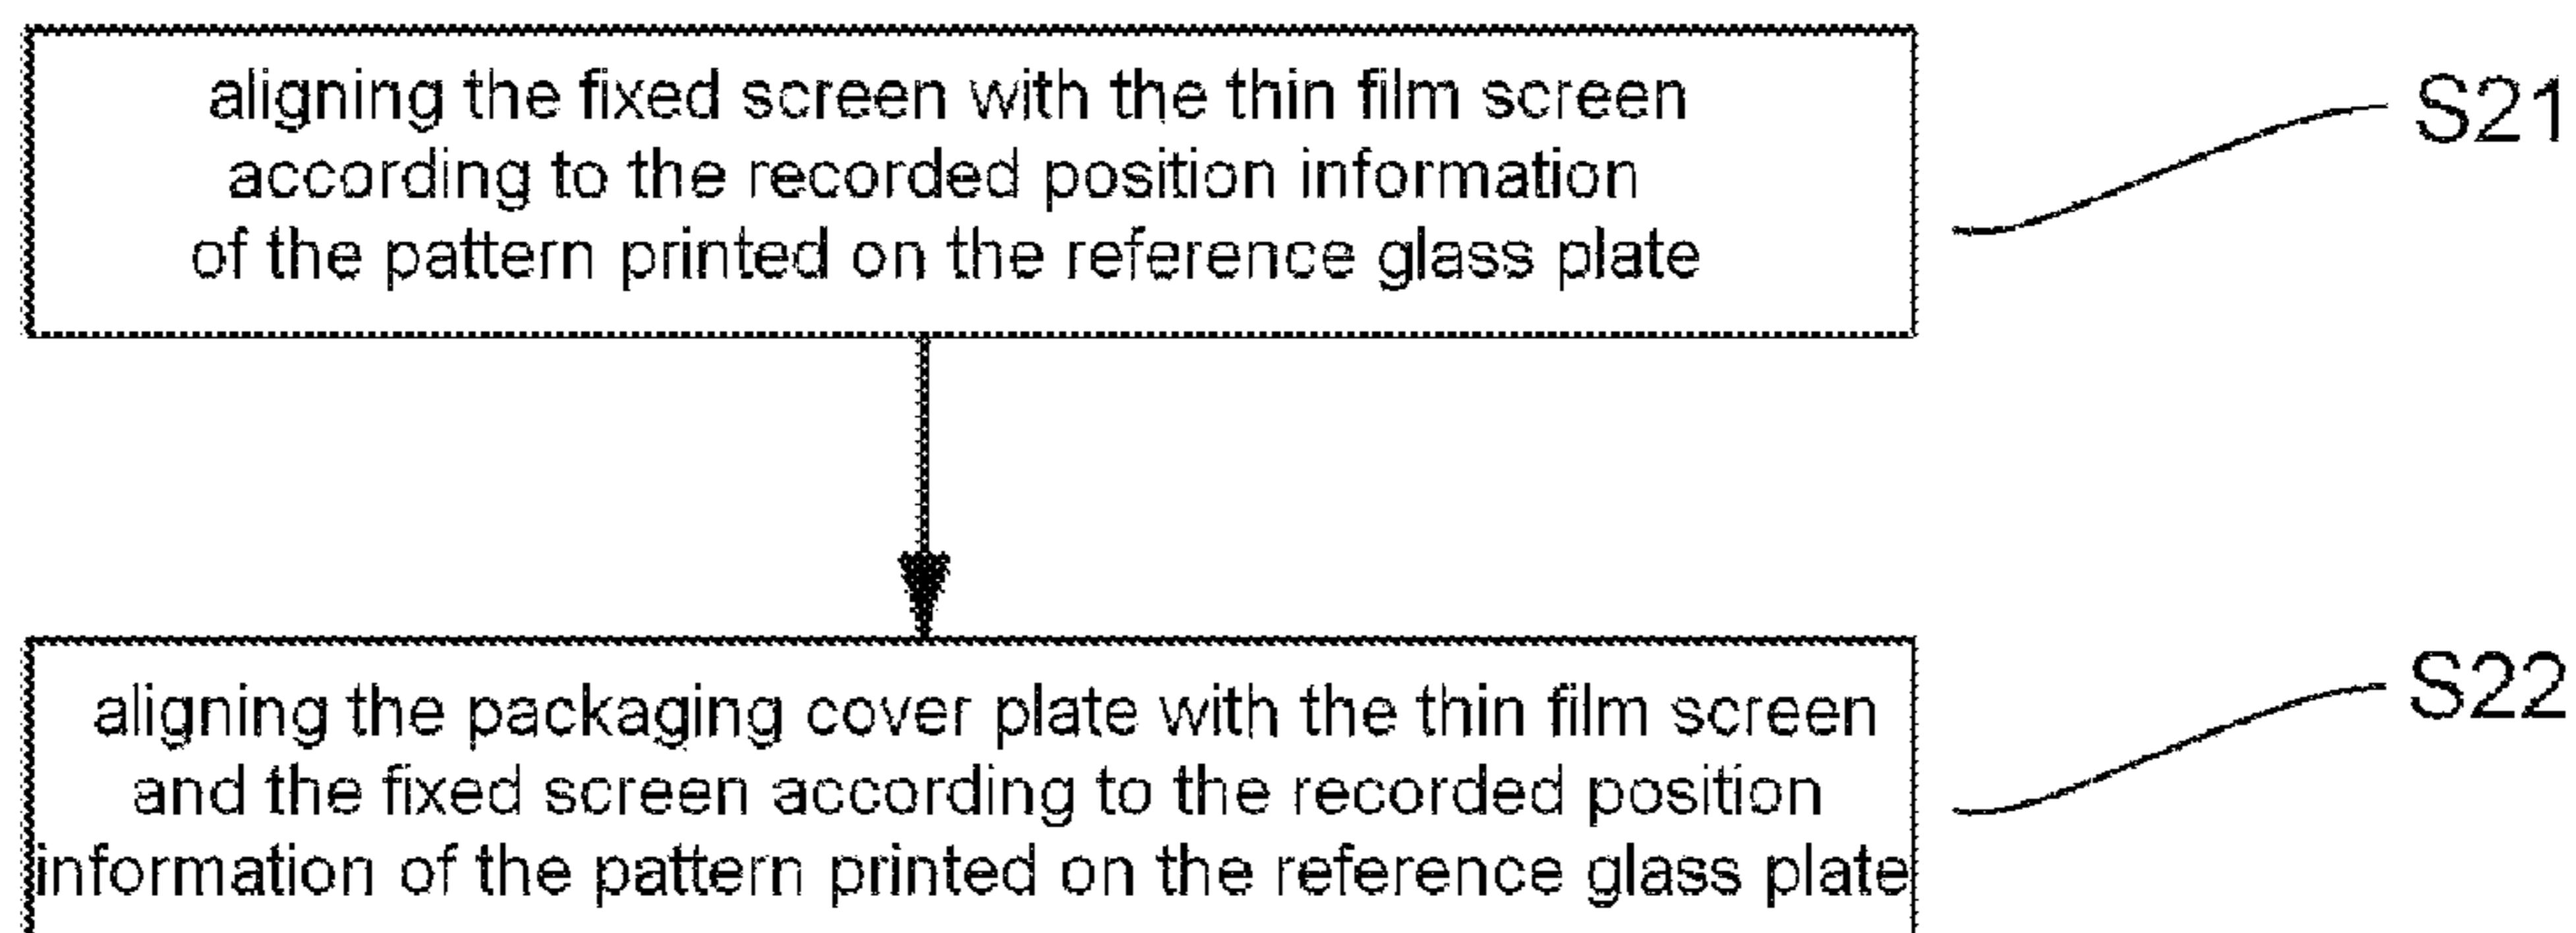 aligning the fixed screen with the thin film screen
according to the recorded position information
of the pattern printed on the reference glass plate
S21
aligning the packaging cover plate with the thin film screen
and the fixed screen according to the recorded position
information of the pattern printed on the reference glass plate
S22